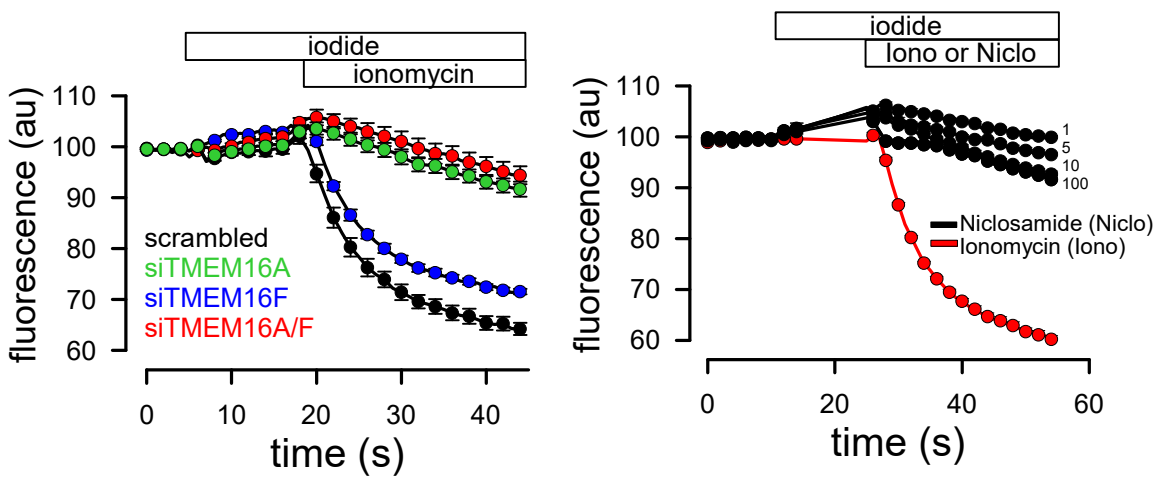 iodide
ionomycin
fluorescence (au)
110
100
90
80
70
60
scrambled
siTMEM16A
siTMEM16F
siTMEM16A/F
0
10
20
30
40
time (s)
iodide
Iono or Niclo
fluorescence (au)
110
100
90
80
70
60
1
5
10
100
Niclosamide (Niclo)
Ionomycin (Iono)
0
20
40
60
time (s)